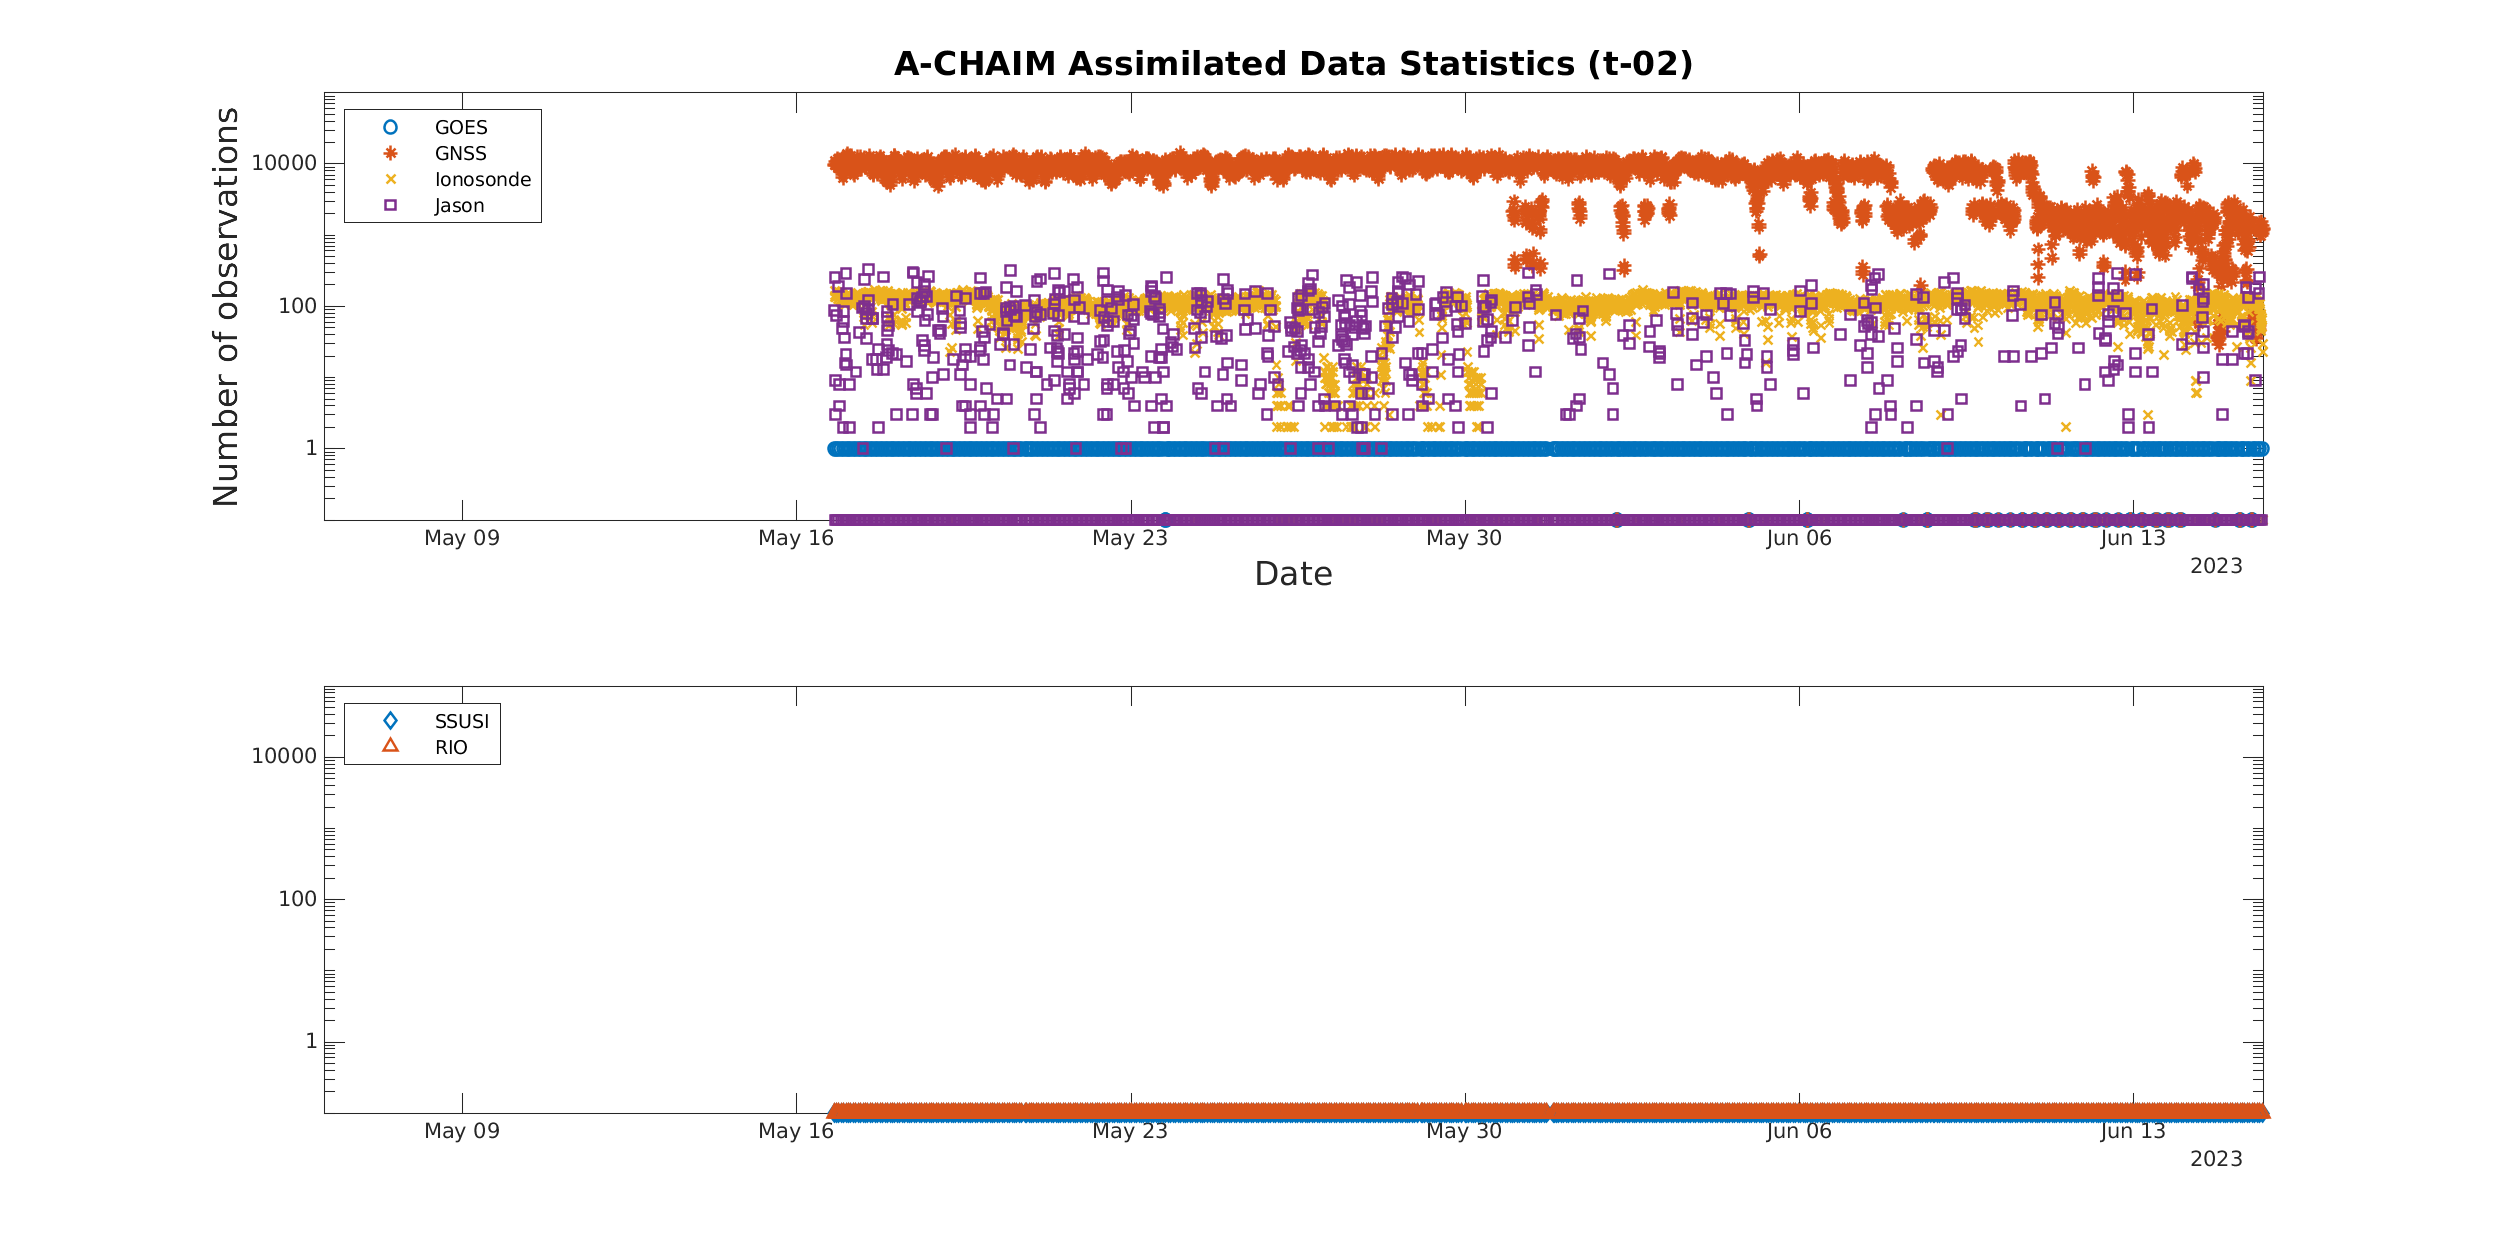 A-CHAIM Assimilated Data Statistics (t-02)
Number of observations
10000
100
1
GOES
GNSS
Ionosonde
Jason
May 09
May 16
May 23
May 30
Jun 06
Jun 13
2023
Date
10000
100
1
SSUSI
RIO
May 09
May 16
May 23
May 30
Jun 06
Jun 13
2023